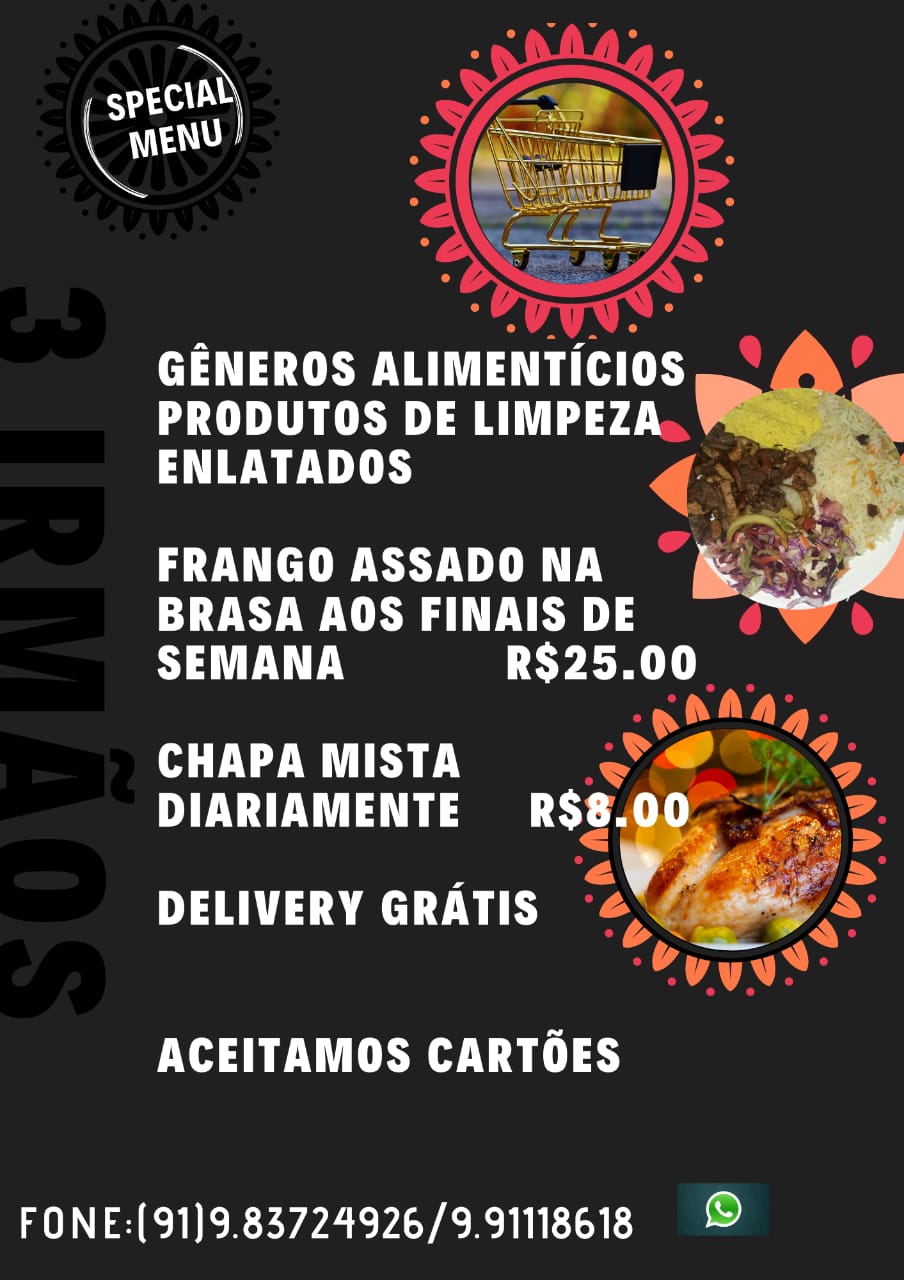 SPECIAL
MENU
3 IRMÃOS
GÊNEROS ALIMENTÍCIOS
PRODUTOS DE LIMPEZA
ENLATADOS
FRANGO ASSADO NA
BRASA AOS FINAIS DE
SEMANA R$25.00
CHAPA MISTA
DIARIAMENTE R$8.00
DELIVERY GRÁTIS
ACEITAMOS CARTÕES
FONE:(91)9.83724926/9.91118618